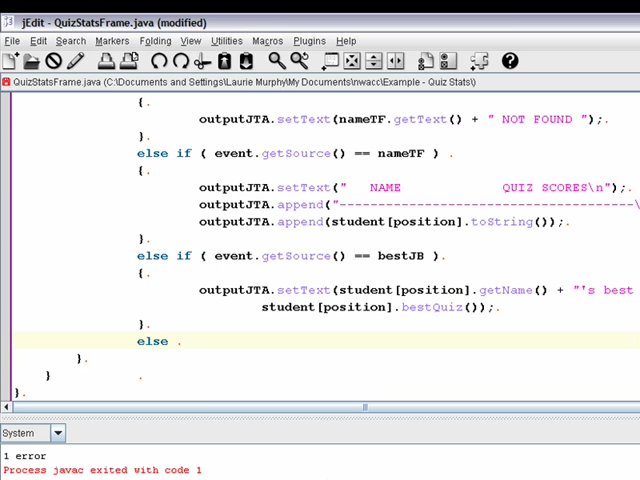 jEdit - QuizStatsFrame.java (modified)
File Edit Search Markers Folding View Utilities Macros Plugins Help
QuizStatsFrame.java (C:\Documents and Settings\Laurie Murphy\My Documents\nwacc\Example - Quiz Stats\)
{.
outputJTA.setText(nameTF.getText() + " NOT FOUND ");.
}.
else if ( event.getSource() == nameTF ) .
{.
outputJTA.setText("   NAME             QUIZ SCORES\n");.
outputJTA.append("--------------------------------------\
outputJTA.append(student[position].toString());.
}.
else if ( event.getSource() == bestJB ).
{.
outputJTA.setText(student[position].getName() + "'s best
student[position].bestQuiz());.
}.
else .
}.
} .
}.
System
1 error
Process javac exited with code 1